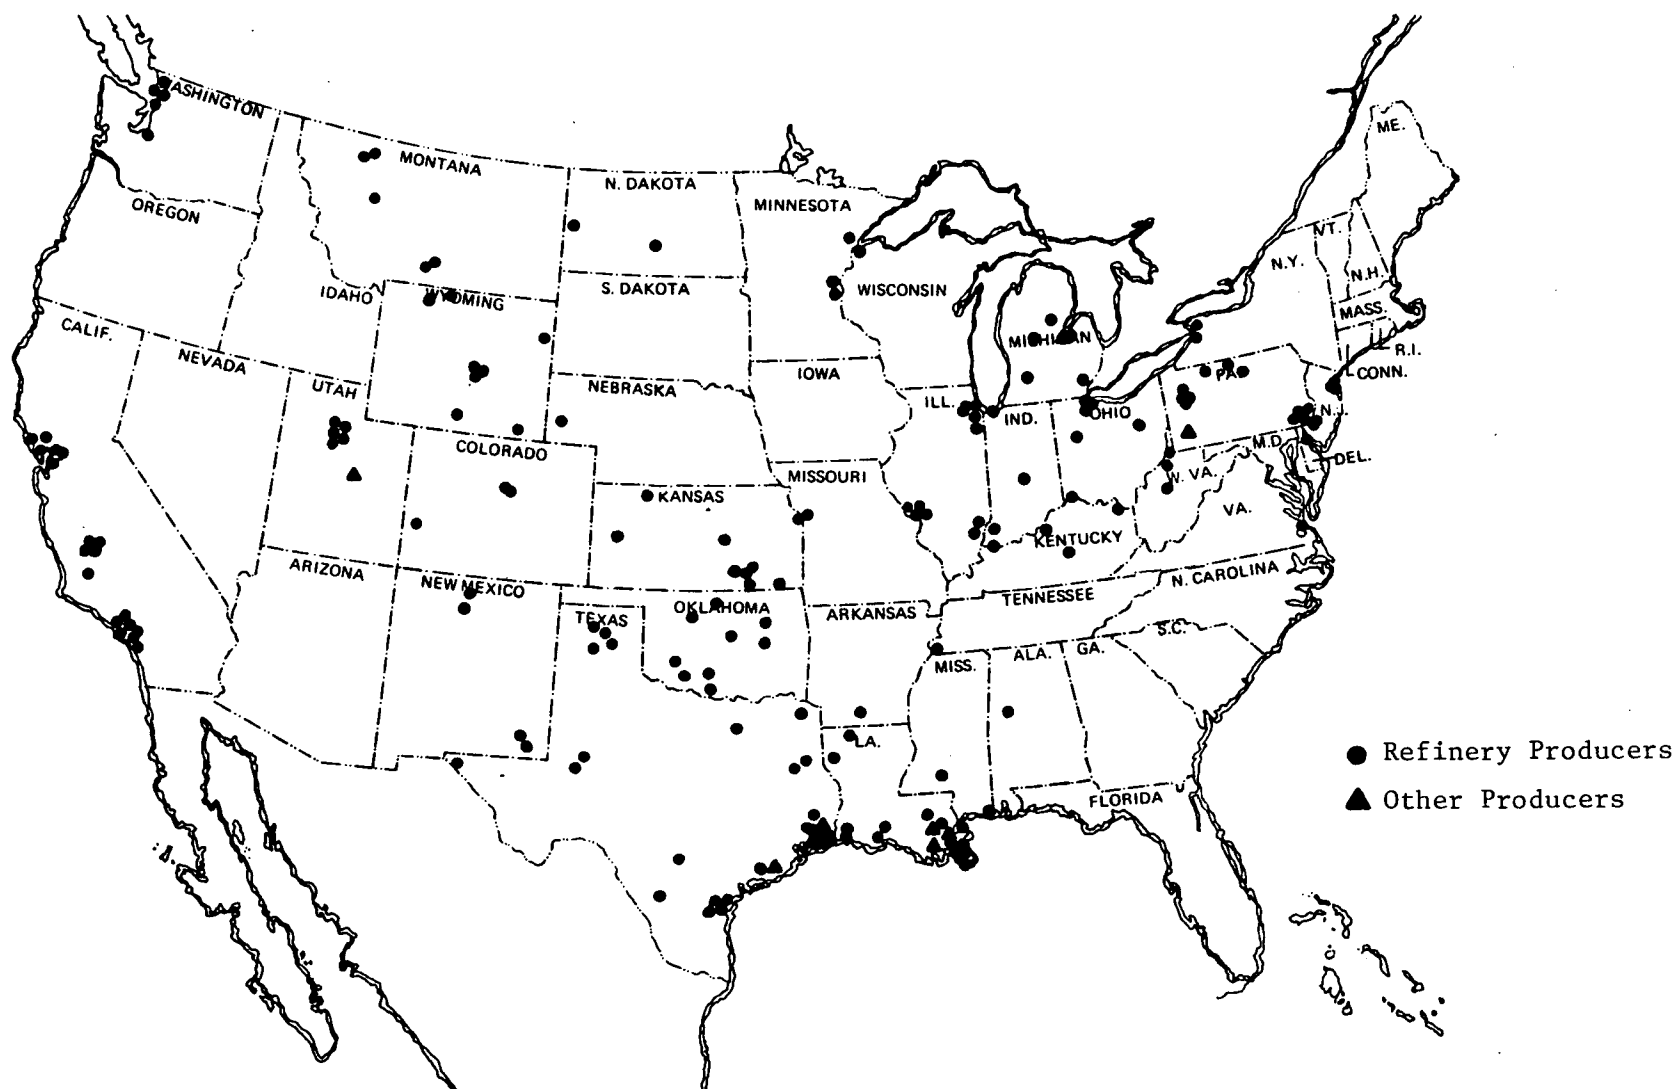 WASHINGTON
MONTANA
N. DAKOTA
MINNESOTA
ME.
OREGON
VT.
N.Y.
N.H.
IDAHO
WYOMING
S. DAKOTA
WISCONSIN
MASS.
CALIF.
NEVADA
MICHIGAN
R.I.
UTAH
NEBRASKA
IOWA
PA.
CONN.
ILL.
IND.
OHIO
N.J.
COLORADO
M.D.
DEL.
MISSOURI
W. VA.
KANSAS
VA.
KENTUCKY
ARIZONA
NEW MEXICO
N. CAROLINA
TENNESSEE
TEXAS
OKLAHOMA
ARKANSAS
S.C.
MISS.
ALA.
GA.
LA.
FLORIDA
Refinery Producers
Other Producers